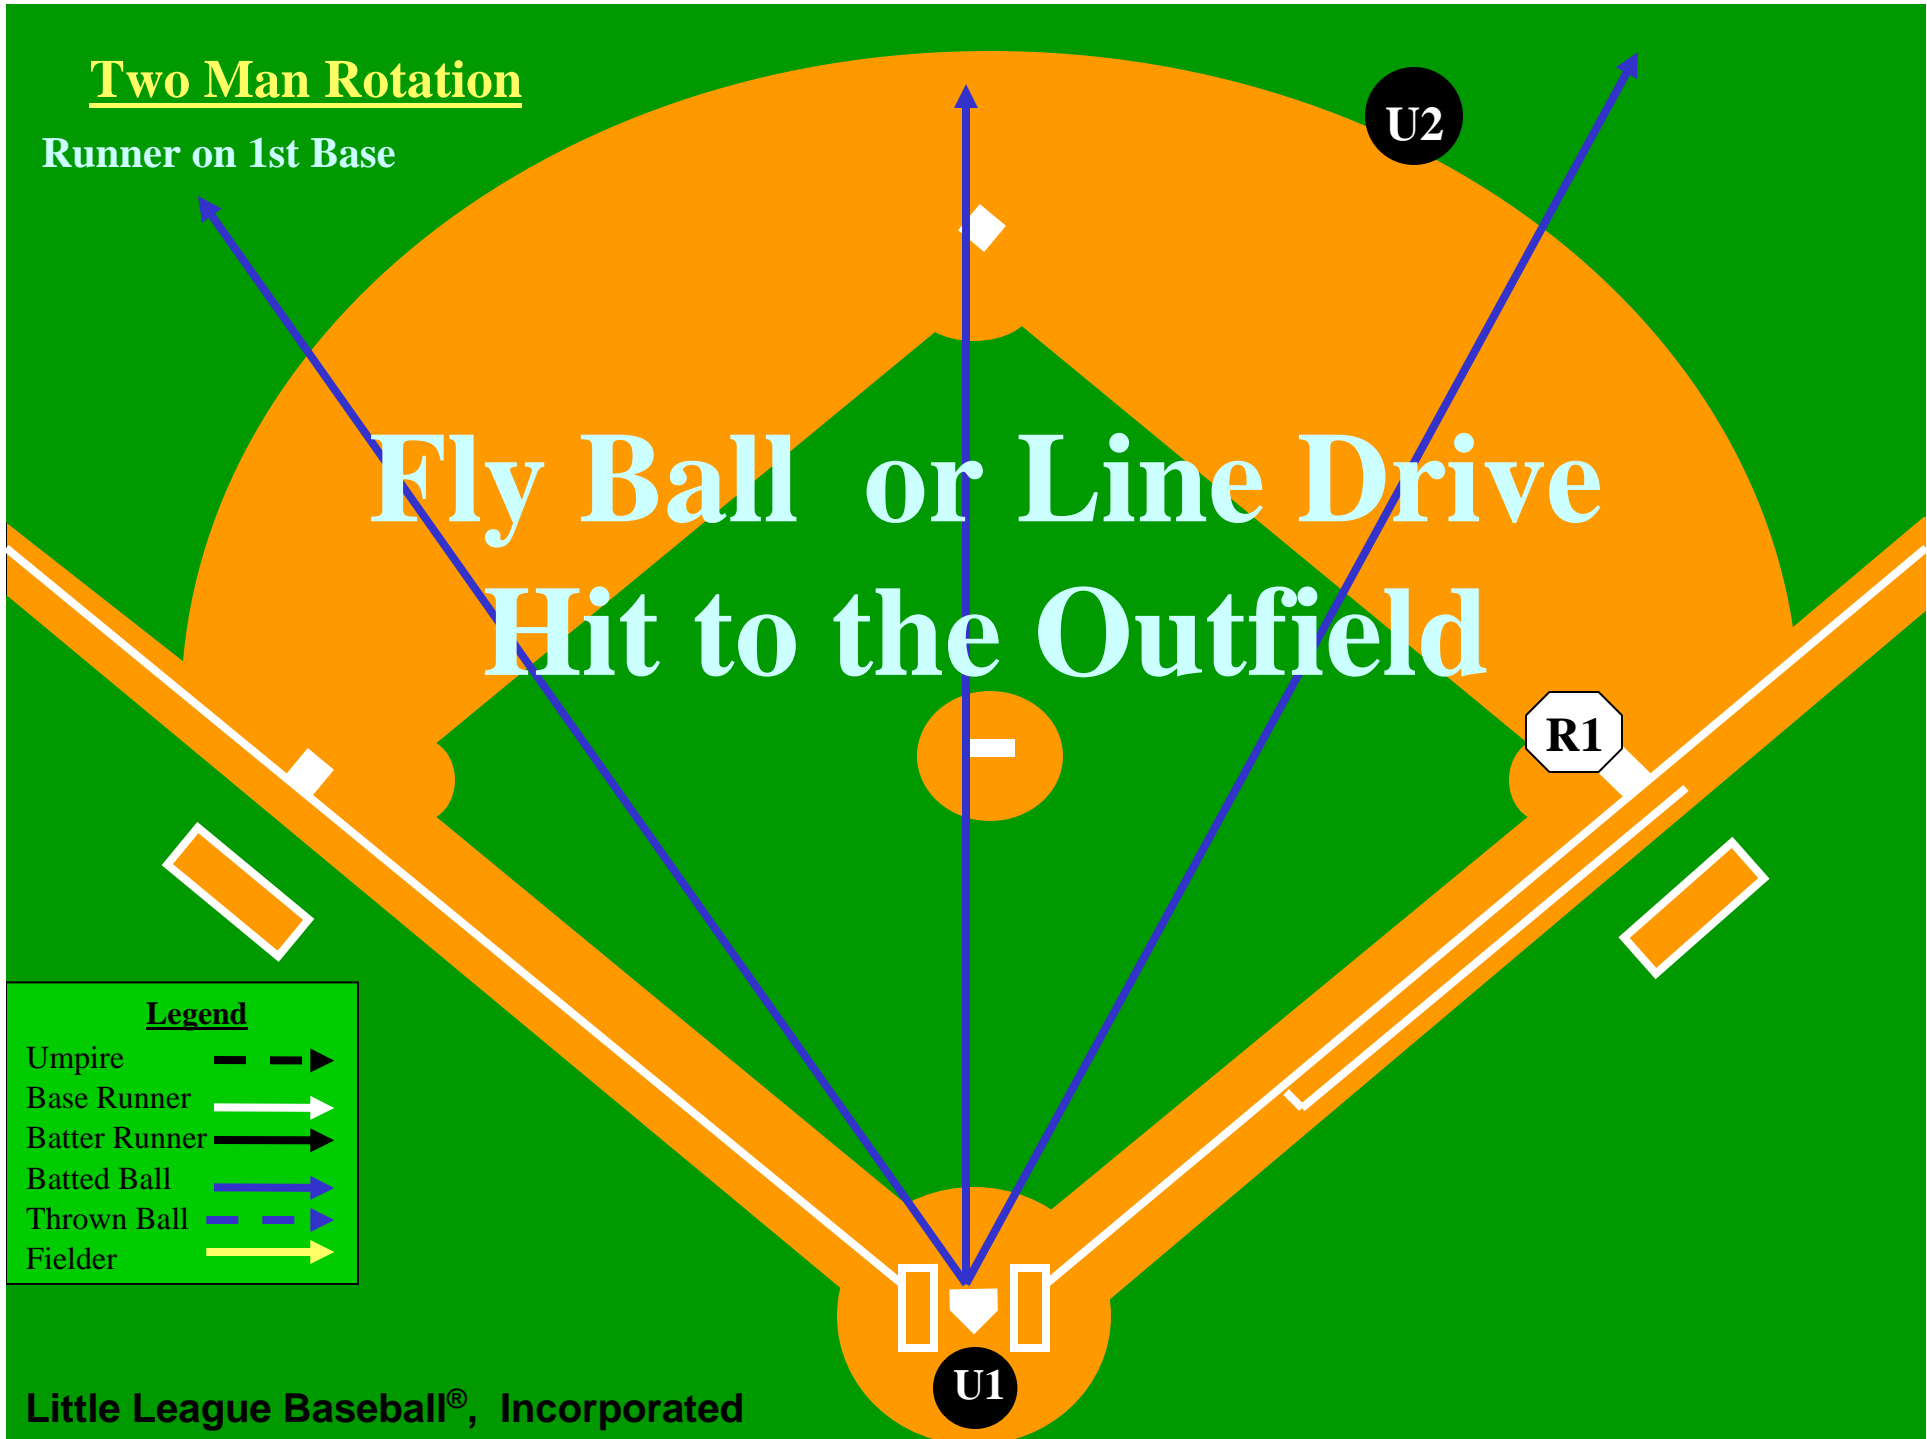 Two Man Rotation
Runner on 1st Base
U2
Fly Ball or Line Drive
Hit to the Outfield
R1
Legend
Umpire
Base Runner
Batter Runner
Batted Ball
Thrown Ball
Fielder
U1
Little League Baseball®, Incorporated